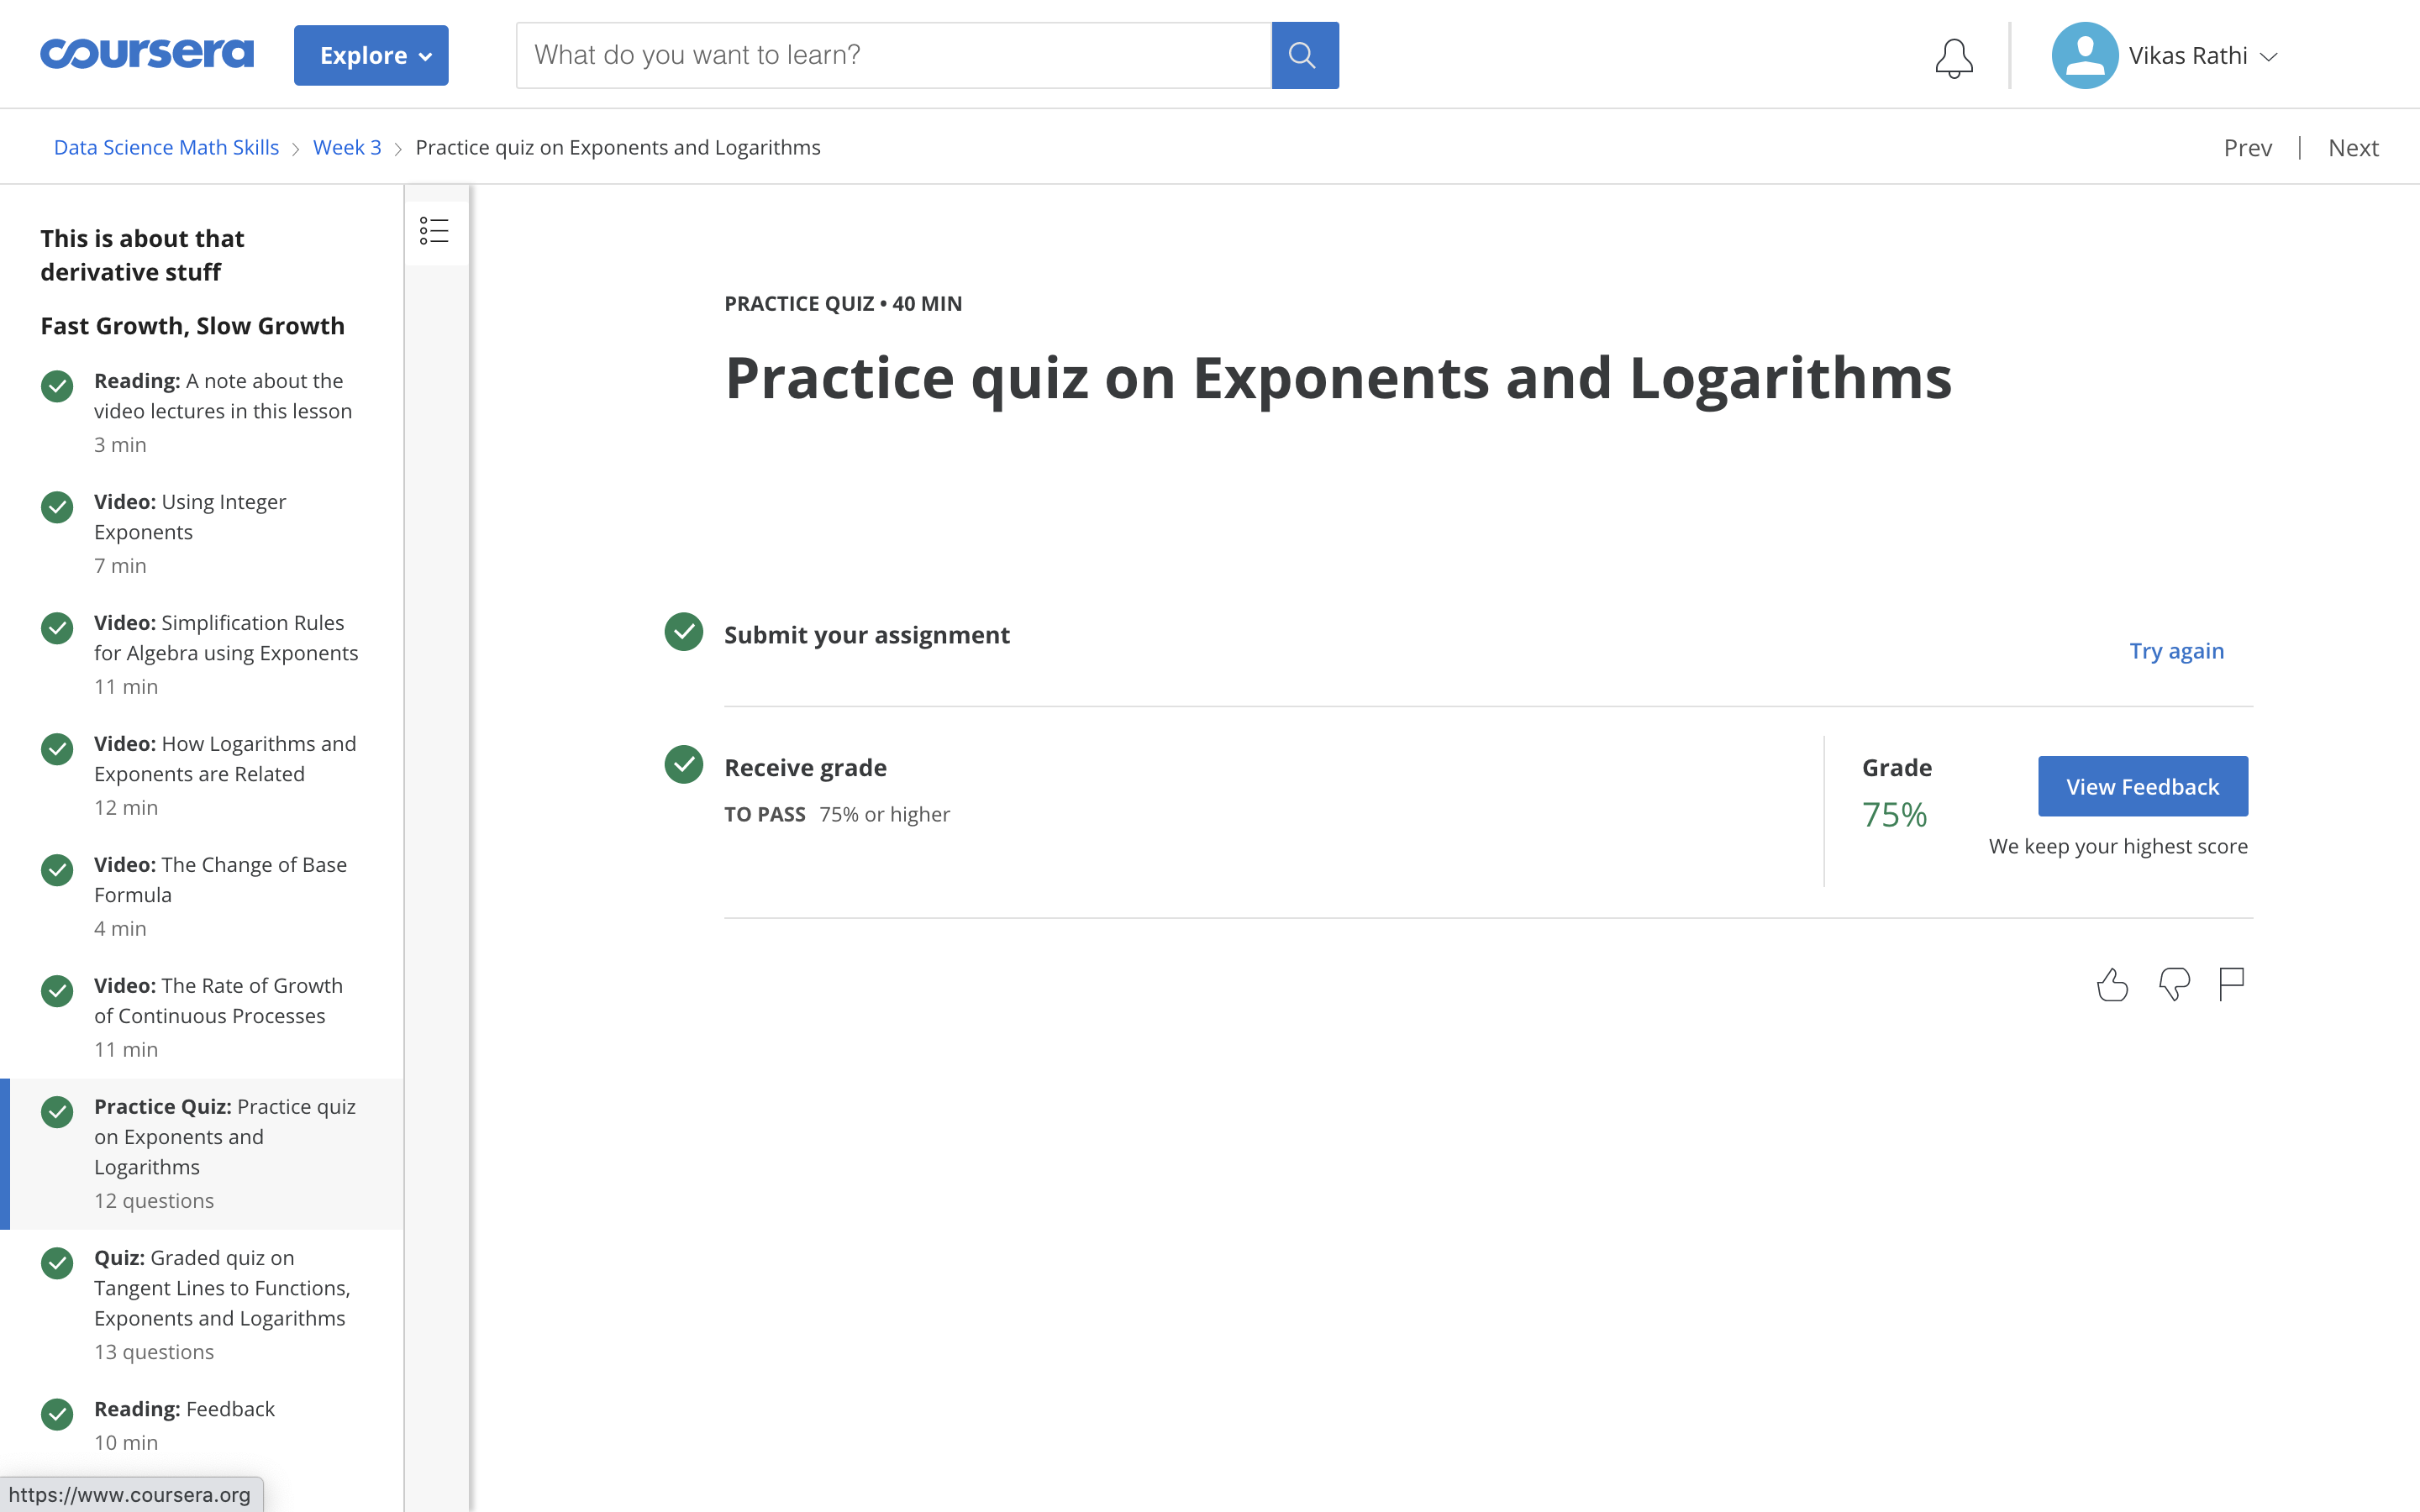 coursera
Explore
What do you want to learn?
Vikas Rathi
Data Science Math Skills
Week 3
Practice quiz on Exponents and Logarithms
Prev
Next
This is about that
derivative stuff
Fast Growth, Slow Growth
Reading: A note about the
video lectures in this lesson
3 min
Video: Using Integer
Exponents
7 min
Video: Simplification Rules
for Algebra using Exponents
11 min
Video: How Logarithms and
Exponents are Related
12 min
Video: The Change of Base
Formula
4 min
Video: The Rate of Growth
of Continuous Processes
11 min
Practice Quiz: Practice quiz
on Exponents and
Logarithms
12 questions
Quiz: Graded quiz on
Tangent Lines to Functions,
Exponents and Logarithms
13 questions
Reading: Feedback
10 min
https://www.coursera.org
PRACTICE QUIZ • 40 MIN
Practice quiz on Exponents and Logarithms
Submit your assignment
Try again
Receive grade
TO PASS 75% or higher
Grade
75%
View Feedback
We keep your highest score